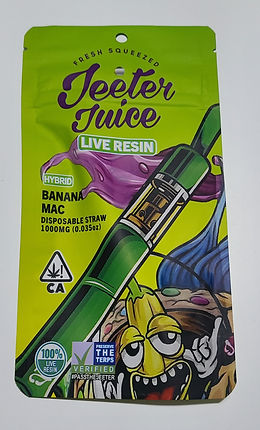 FRESH SQUEEZED
Jeeter
Juice
LIVE RESIN
HYBRID
BANANA
MAC
DISPOSABLE STRAW
1000MG (0.035oz)
!
CA
100%
LIVE
RESIN
VERIFIED
#PASSTHEJEETER
PRESERVE
THE
TERPS